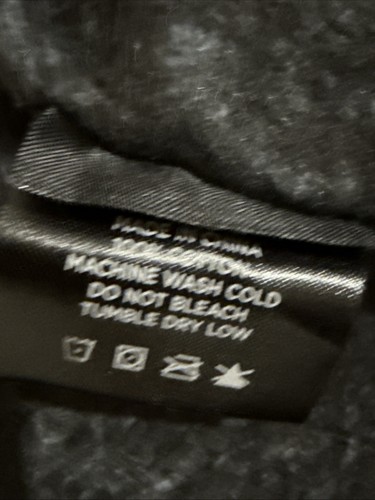 MADE IN CHINA
100% COTTON
MACHINE WASH COLD
DO NOT BLEACH
TUMBLE DRY LOW